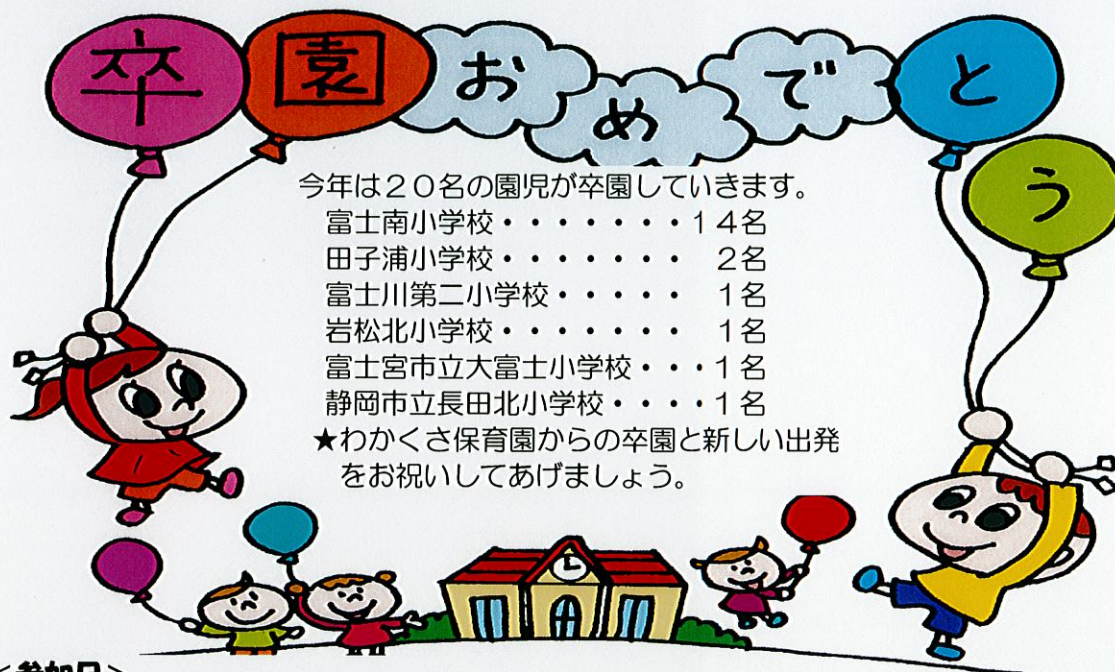 卒園おめでとう
今年は20名の園児が卒園していきます。
富士南小学校・・・・・・・14名
田子浦小学校・・・・・・・ 2名
富士川第二小学校・・・・・ 1名
岩松北小学校・・・・・・・ 1名
富士宮市立大富士小学校・・・1名
静岡市立長田北小学校・・・・1名
★わかくさ保育園からの卒園と新しい出発
をお祝いしてあげましょう。
＜参加日＞